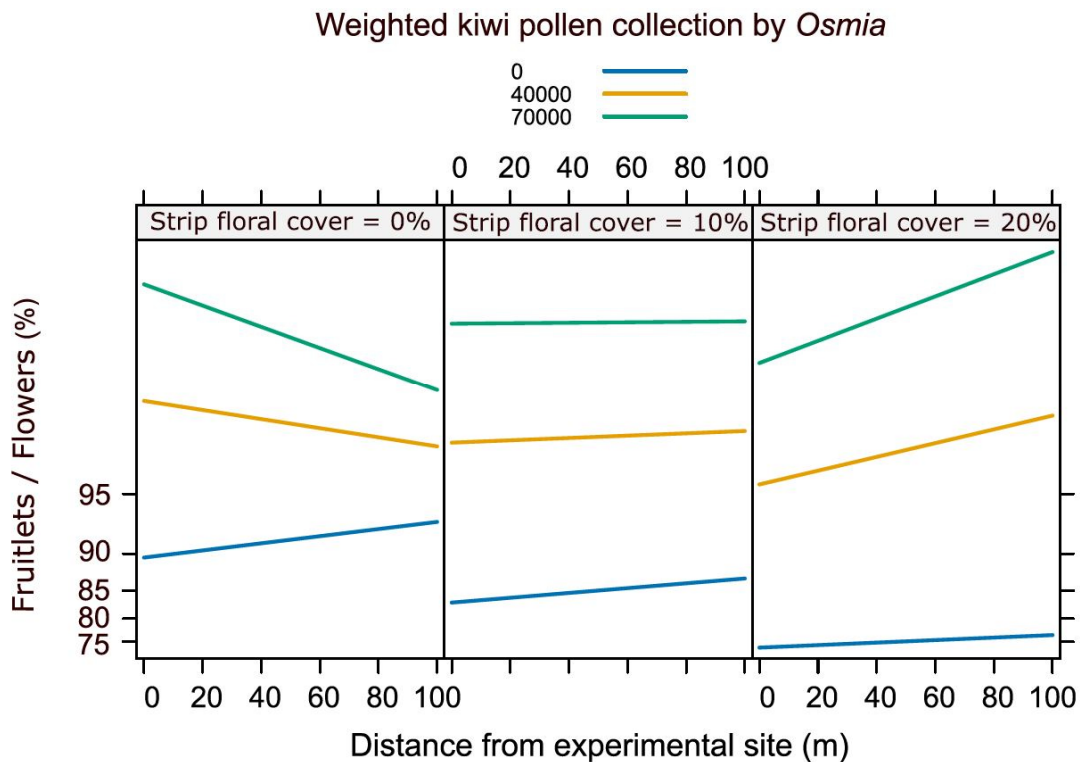 Weighted kiwi pollen collection by Osmia
0
40000
70000
0 20 40 60 80 100
Strip floral cover = 0% Strip floral cover = 10% Strip floral cover = 20%
Fruitlets / Flowers (%)
95
90
85
80
75
0 20 40 60 80 100 0 20 40 60 80 100
Distance from experimental site (m)